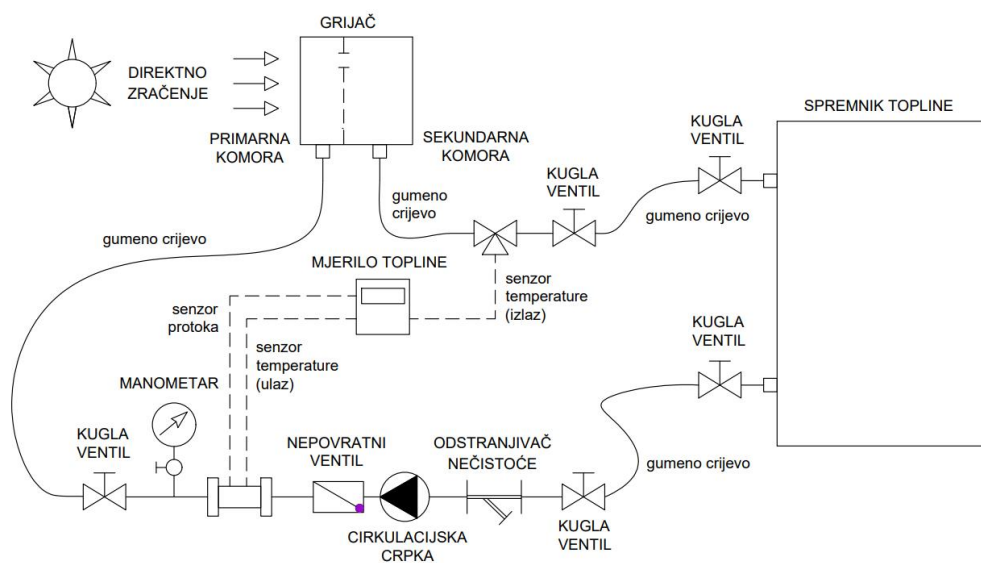 GRIJAČ
DIREKTNO
ZRAČENJE
PRIMARNA
KOMORA
SEKUNDARNA
KOMORA
SPREMNIK TOPLINE
KUGLA
VENTIL
KUGLA
VENTIL
gumeno
crijevo
gumeno crijevo
gumeno crijevo
MJERILO TOPLINE
senzor
temperature
(izlaz)
senzor
protoka
senzor
temperature
(ulaz)
KUGLA
VENTIL
MANOMETAR
KUGLA
VENTIL
NEPOVRATNI
VENTIL
ODSTRANJIVAČ
NEČISTOĆE
gumeno crijevo
CIRKULACIJSKA
CRPKA
KUGLA
VENTIL